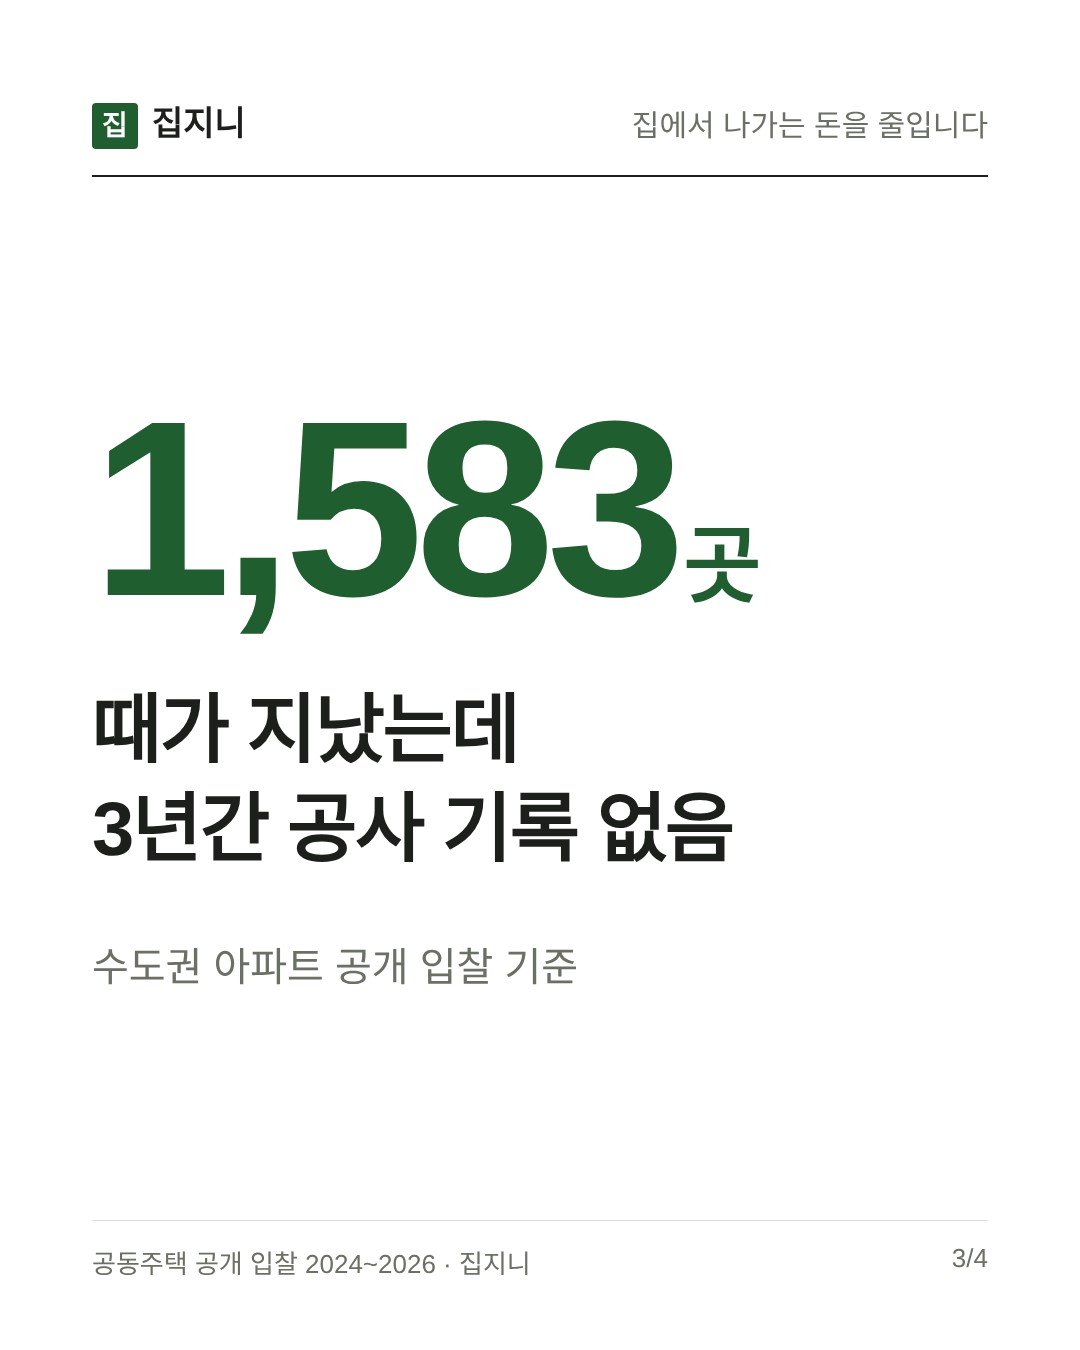 집 집지니
집에서 나가는 돈을 줄입니다
1,583곳
때가 지났는데
3년간 공사 기록 없음
수도권 아파트 공개 입찰 기준
공동주택 공개 입찰 2024~2026 · 집지니
3/4